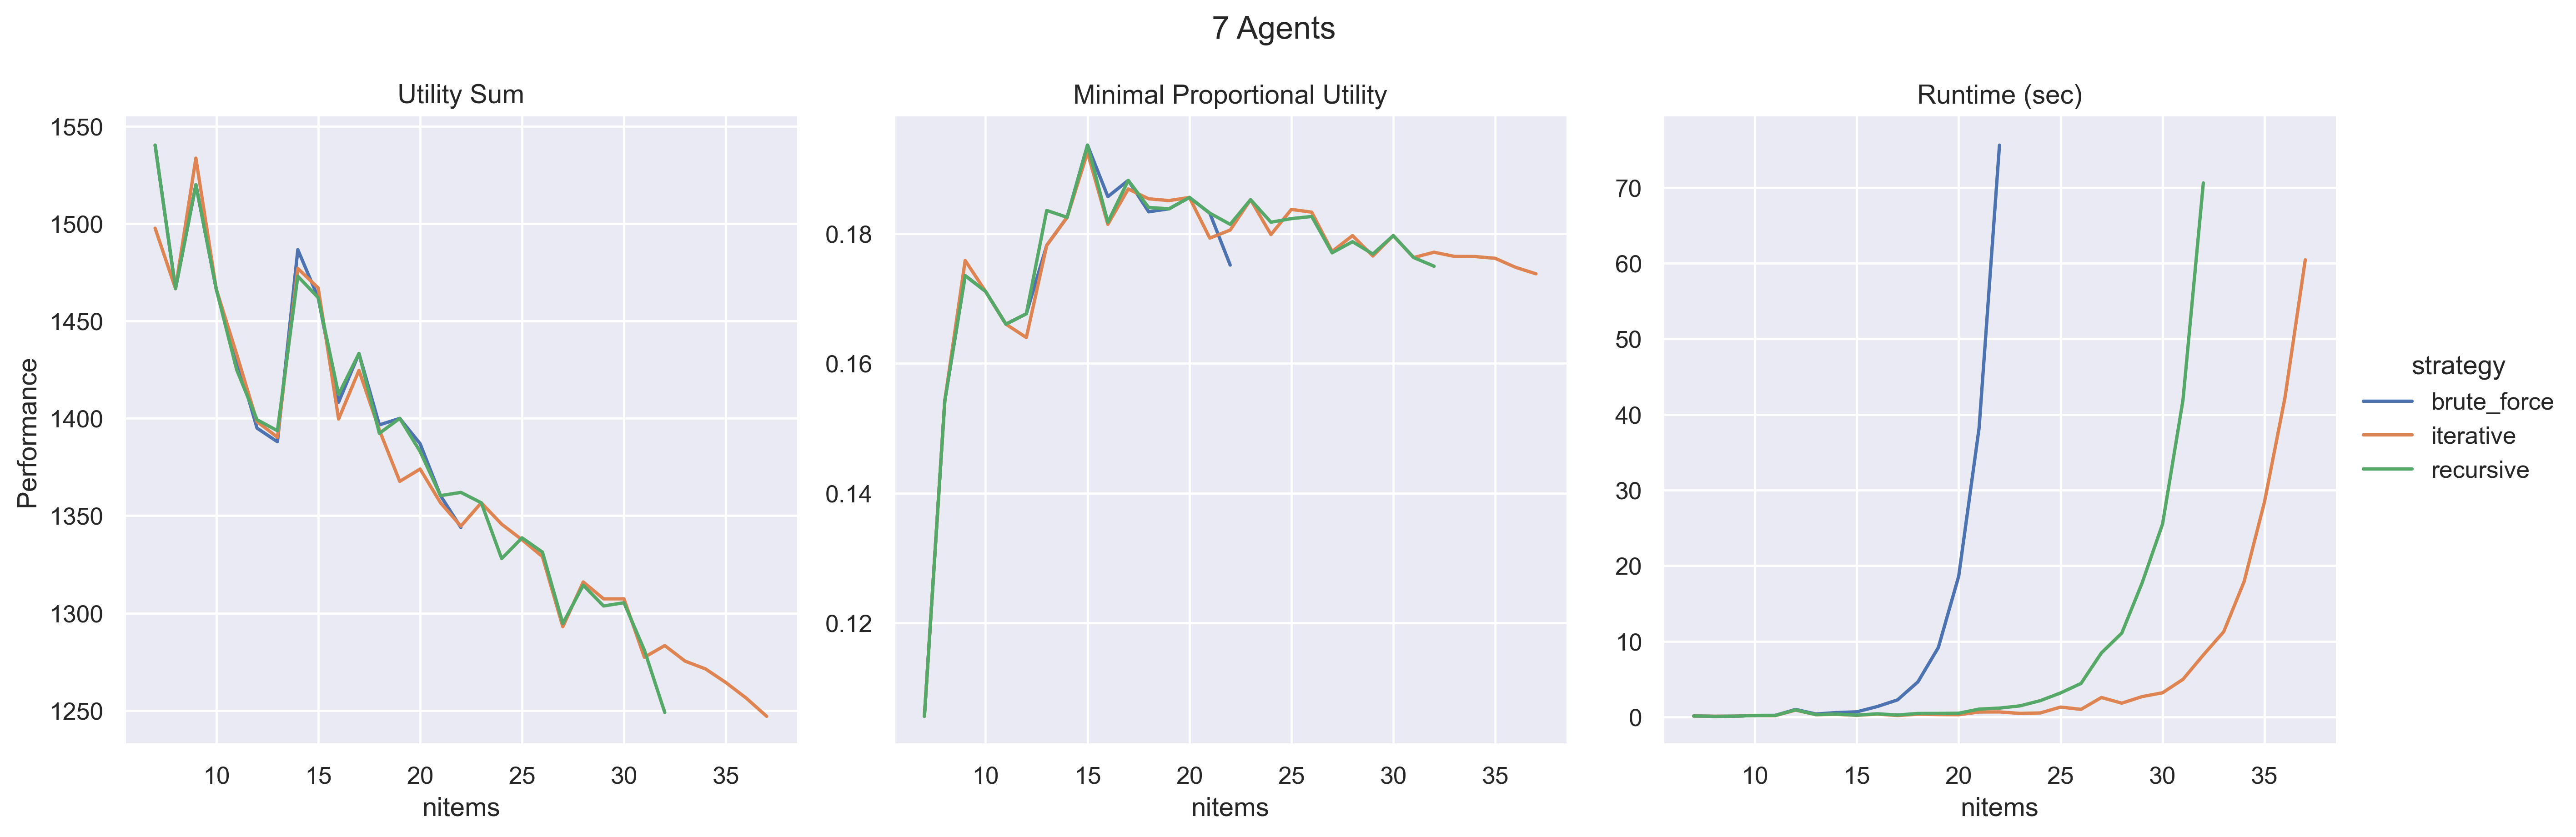 7 Agents
Utility Sum
Minimal Proportional Utility
Runtime (sec)
Performance
1550
1500
1450
1400
1350
1300
1250
10 15 20 25 30 35
nitems
0.18
0.16
0.14
0.12
10 15 20 25 30 35
nitems
70
60
50
40
30
20
10
0
10 15 20 25 30 35
nitems
strategy
brute_force
iterative
recursive